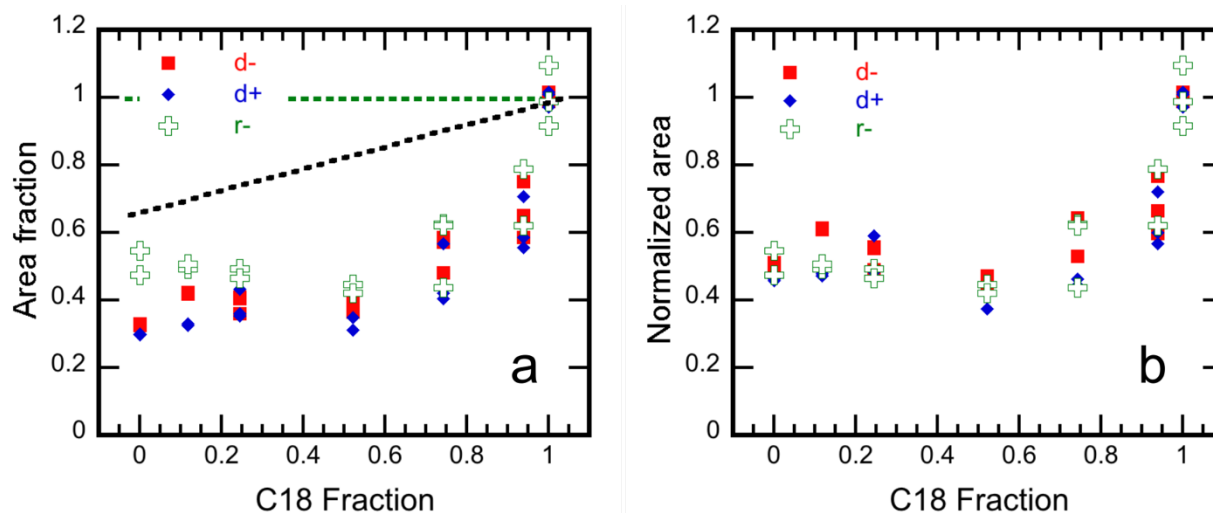 1.2
1
0.8
0.6
0.4
0.2
0
Area fraction
d-
d+
r-
a
0 0.2 0.4 0.6 0.8 1
C18 Fraction
1.2
1
0.8
0.6
0.4
0.2
0
Normalized area
d-
d+
r-
b
0 0.2 0.4 0.6 0.8 1
C18 Fraction